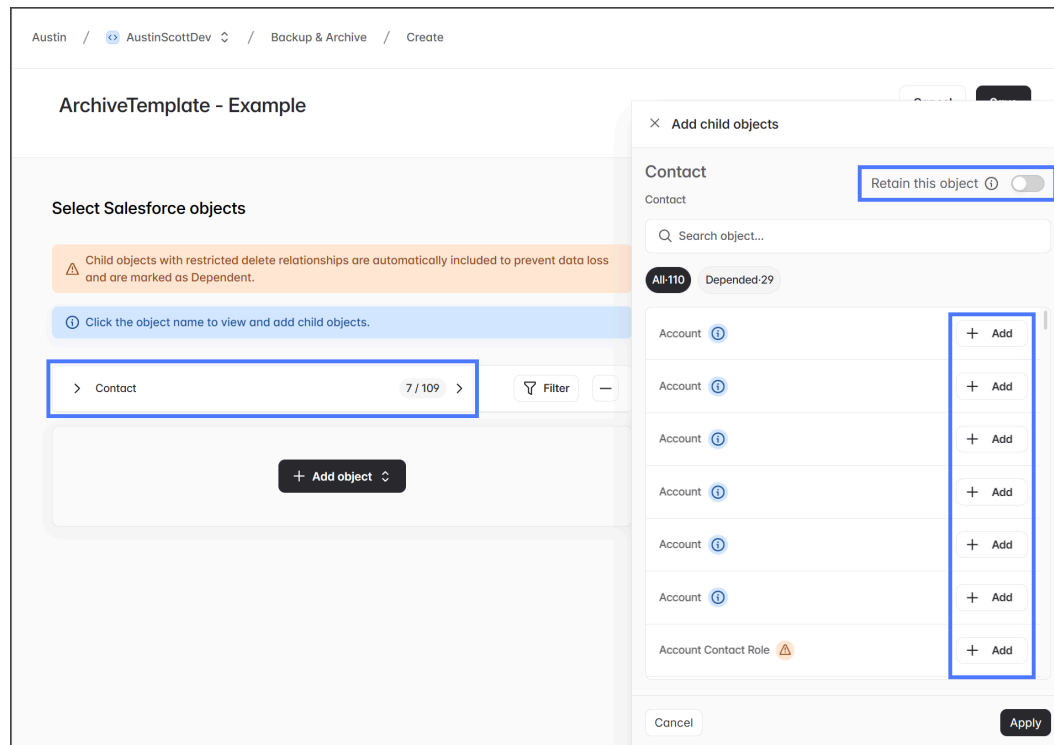 Austin / AustinScottDev / Backup & Archive / Create
ArchiveTemplate - Example
Select Salesforce objects
Child objects with restricted delete relationships are automatically included to prevent data loss
and are marked as Dependent.
Click the object name to view and add child objects.
Contact 7 / 109 Filter
Add object
Add child objects
Contact
Retain this object
Contact
Search object...
All·110 Depended·29
Account Add
Account Add
Account Add
Account Add
Account Add
Account Add
Account Contact Role Add
Cancel Apply